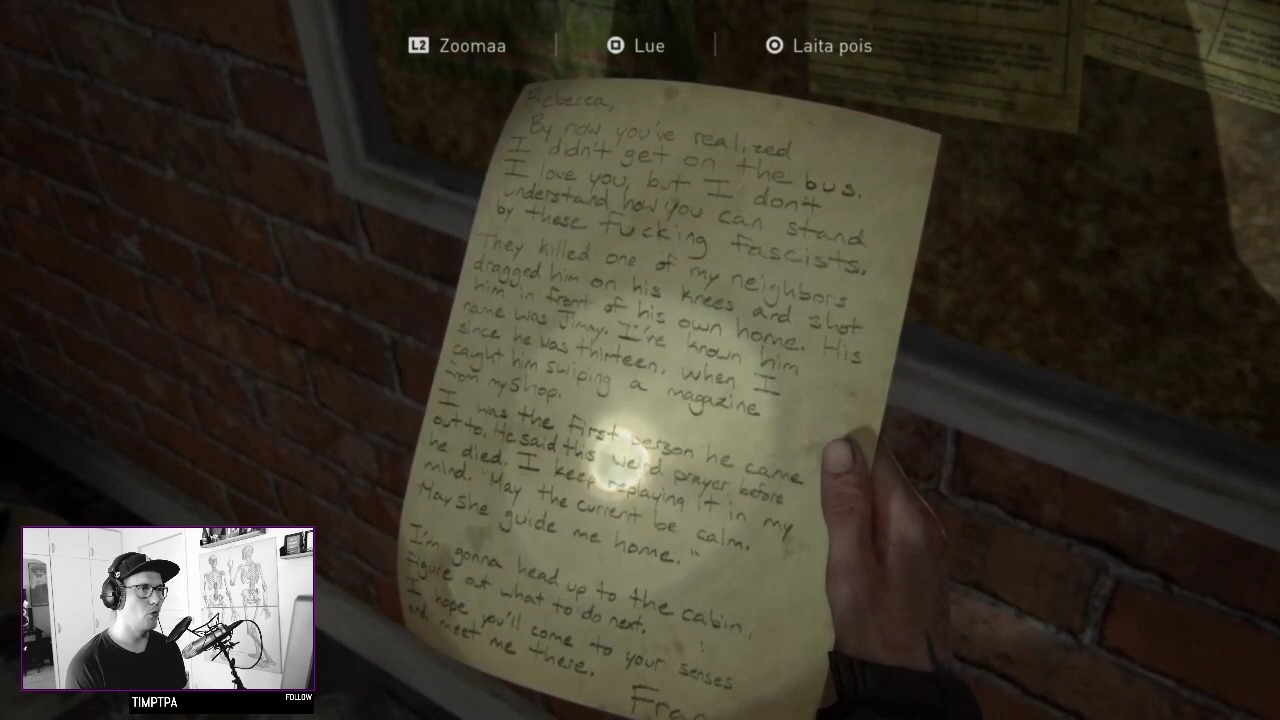 L2 Zoomaa
Lue
Laita pois
Rebecca,
By now you've realized
I didn't get on the bus.
I love you, but I don't
understand how you can stand
by these fucking fascists.
They killed one of my neighbors
dragged him on his knees and shot
him in front of his own home. His
name was Jimmy. I've known him
since he was thirteen, when I
caught him swiping a magazine
from my shop.
I was the first person he came
out to. He said this weird prayer before
he died. I keep replaying it in my
mind. "May the current be calm.
May she guide me home."
I'm gonna head up to the cabin,
figure out what to do next.
I hope you'll come to your senses
and meet me there.
TIMPTPA
FOLLOW